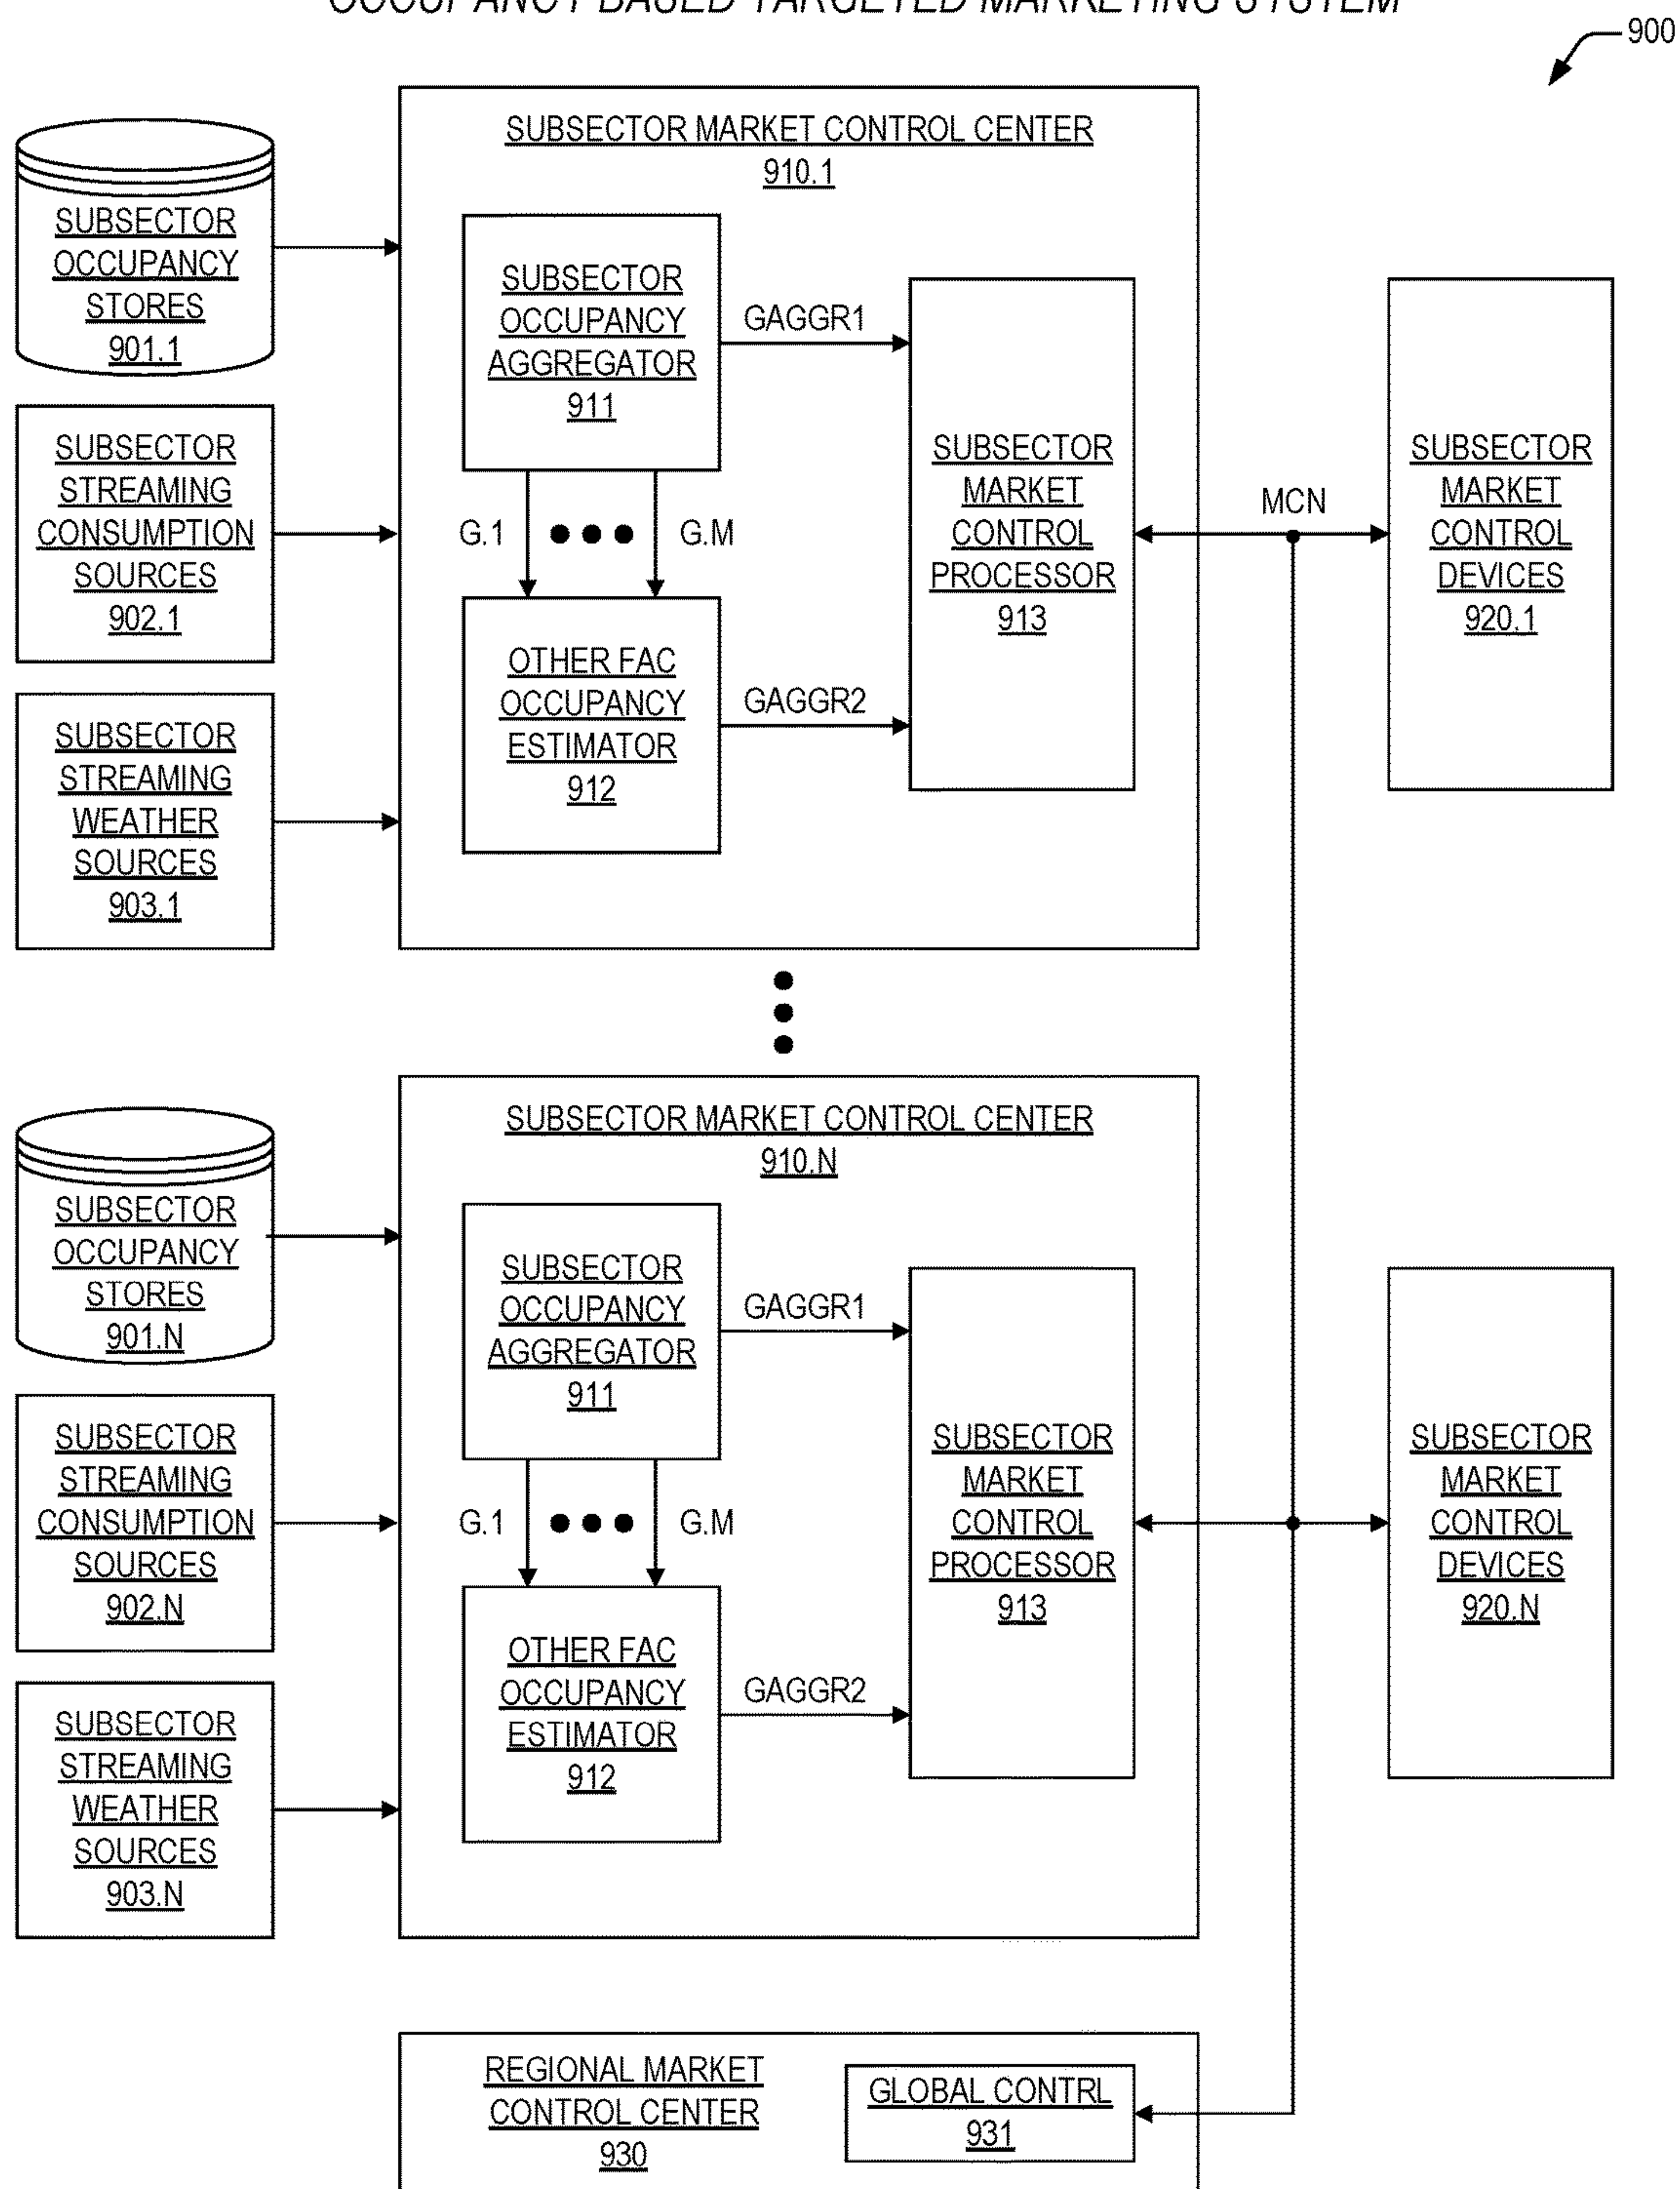 OCCUPANCY BASED TARGETED MARKETING SYSTEM
900
SUBSECTOR
OCCUPANCY
STORES
901.1
SUBSECTOR
STREAMING
CONSUMPTION
SOURCES
902.1
SUBSECTOR
STREAMING
WEATHER
SOURCES
903.1
SUBSECTOR MARKET CONTROL CENTER
910.1
SUBSECTOR
OCCUPANCY
AGGREGATOR
911
GAGGR1
G.1
G.M
OTHER FAC
OCCUPANCY
ESTIMATOR
912
GAGGR2
SUBSECTOR
MARKET
CONTROL
PROCESSOR
913
MCN
SUBSECTOR
MARKET
CONTROL
DEVICES
920.1
SUBSECTOR
OCCUPANCY
STORES
901.N
SUBSECTOR
STREAMING
CONSUMPTION
SOURCES
902.N
SUBSECTOR
STREAMING
WEATHER
SOURCES
903.N
SUBSECTOR MARKET CONTROL CENTER
910.N
SUBSECTOR
OCCUPANCY
AGGREGATOR
911
GAGGR1
G.1
G.M
OTHER FAC
OCCUPANCY
ESTIMATOR
912
GAGGR2
SUBSECTOR
MARKET
CONTROL
PROCESSOR
913
SUBSECTOR
MARKET
CONTROL
DEVICES
920.N
REGIONAL MARKET
CONTROL CENTER
930
GLOBAL CONTRL
931